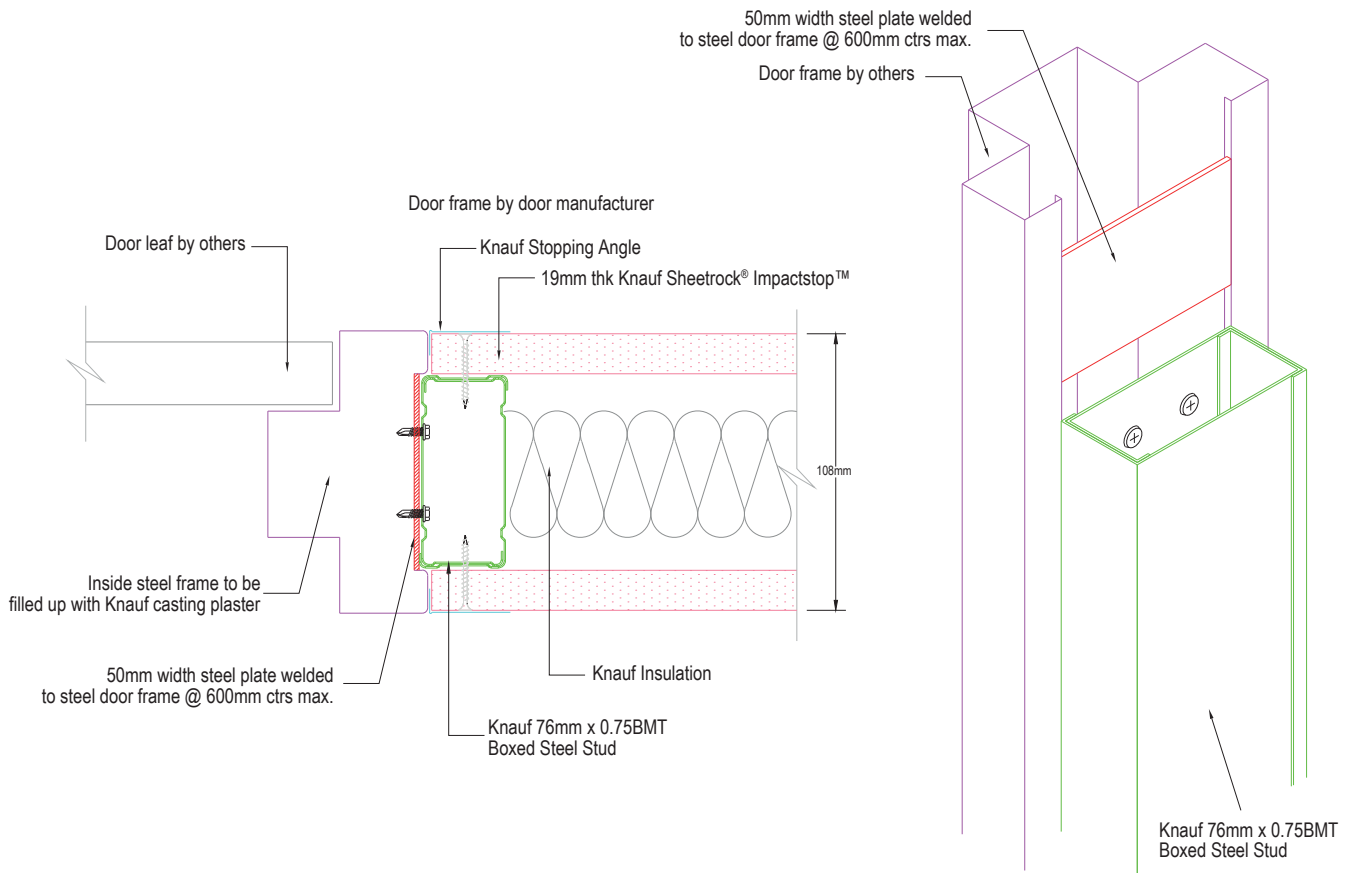 50mm width steel plate welded
to steel door frame @ 600mm ctrs max.
Door frame by others
Door frame by door manufacturer
Door leaf by others
Knauf Stopping Angle
19mm thk Knauf Sheetrock® Impactstop™
108mm
Inside steel frame to be
filled up with Knauf casting plaster
50mm width steel plate welded
to steel door frame @ 600mm ctrs max.
Knauf Insulation
Knauf 76mm x 0.75BMT
Boxed Steel Stud
Knauf 76mm x 0.75BMT
Boxed Steel Stud